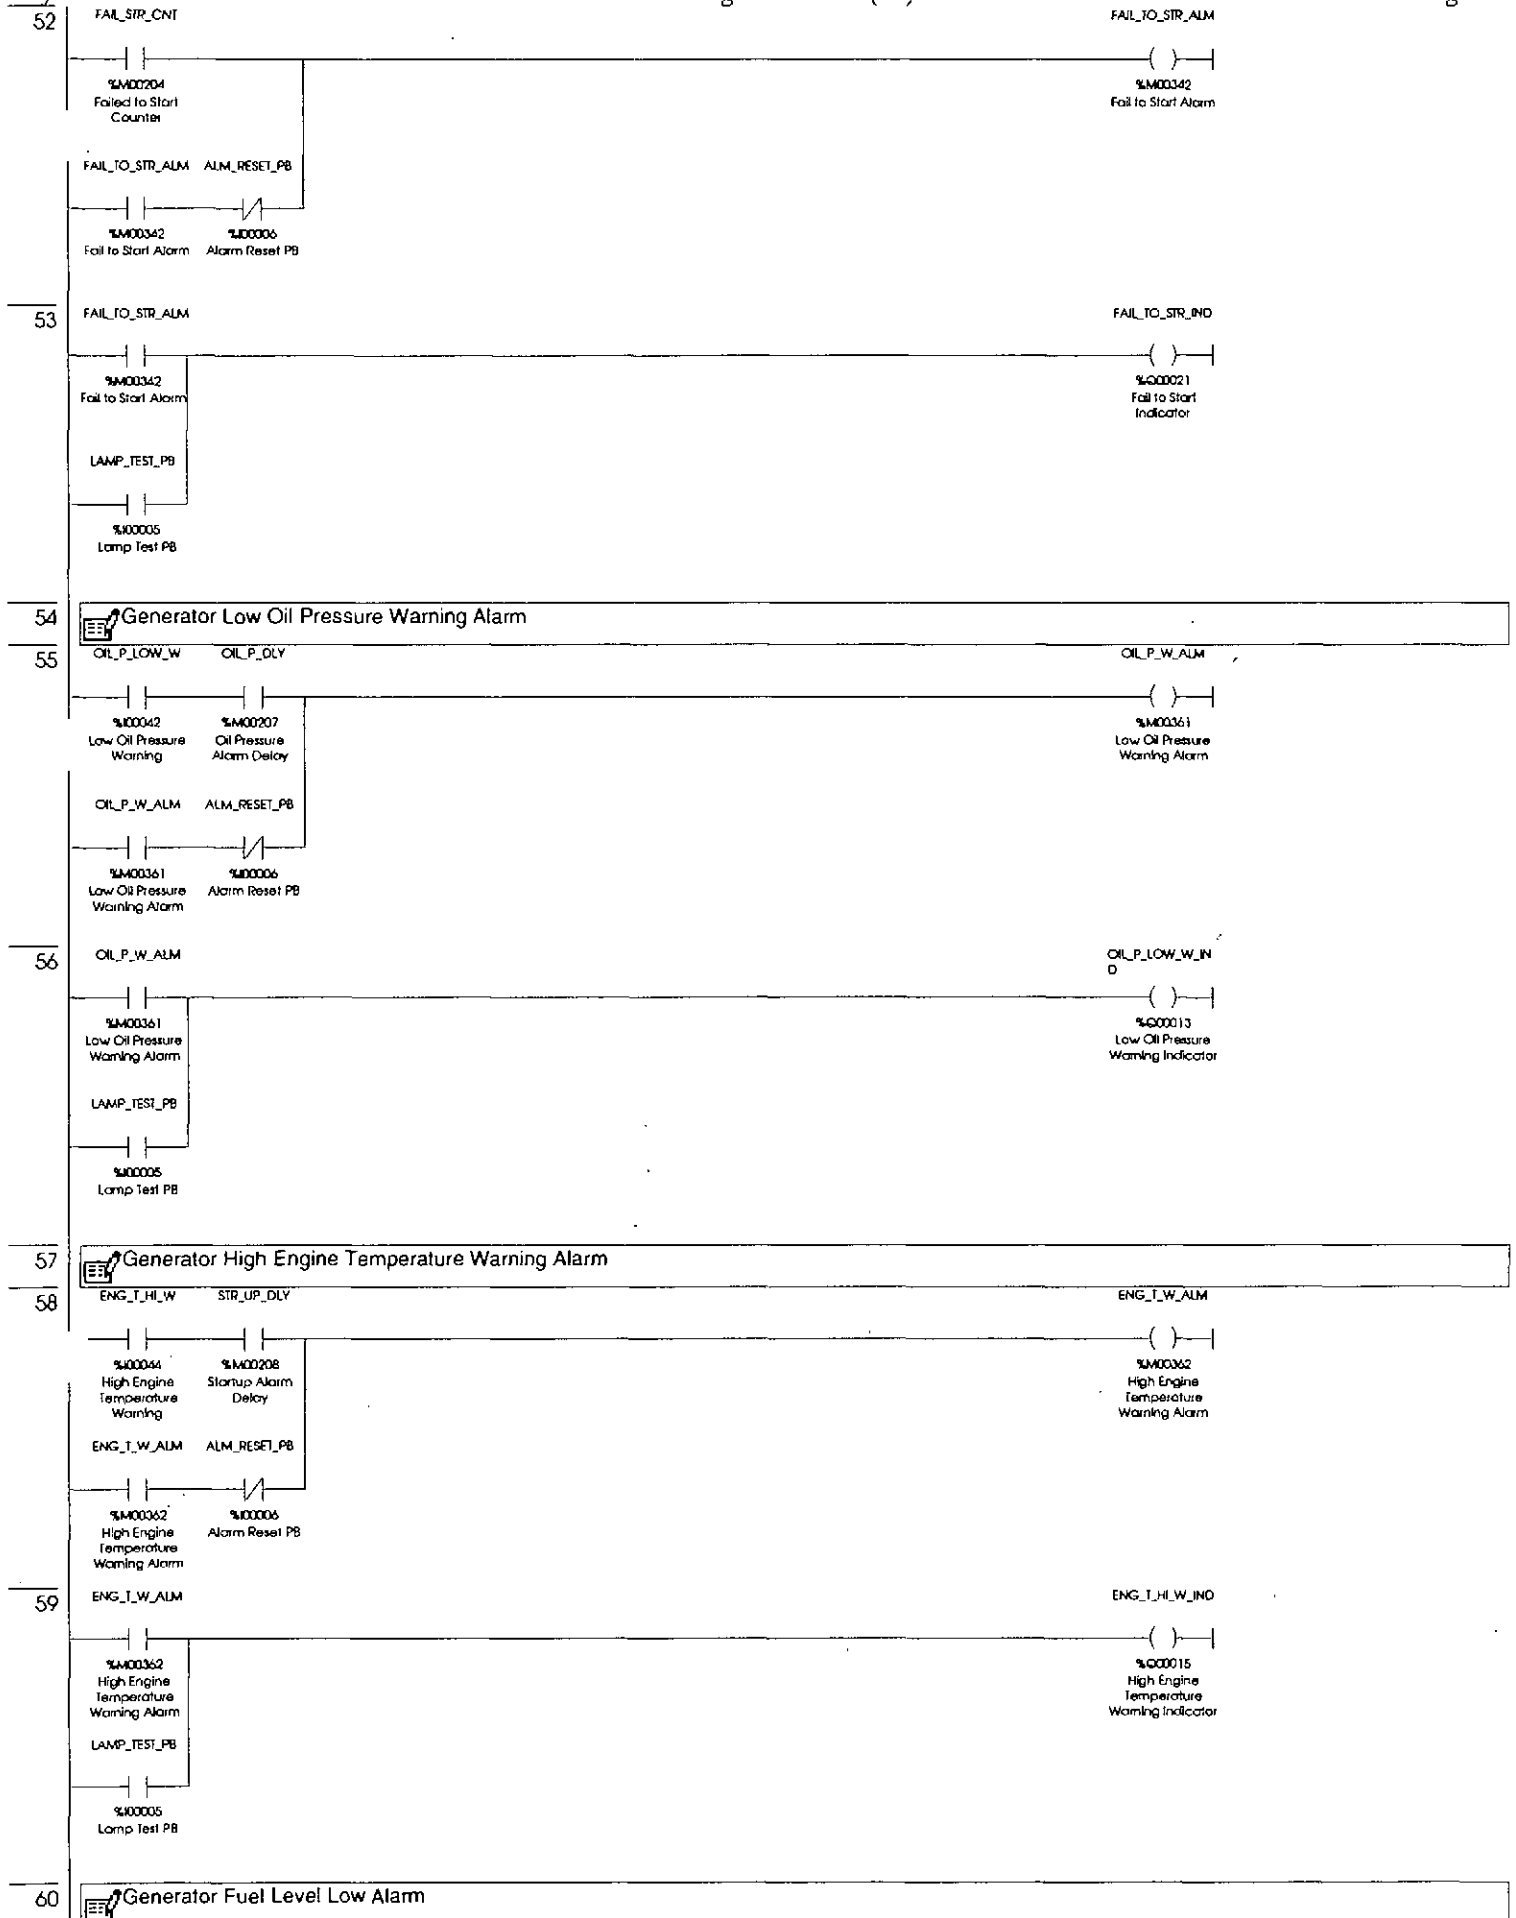 52 FAIL_STR_CNT FAIL_TO_STR_ALM
%M00204 %M00342
Failed to Start Fail to Start Alarm
Counter
FAIL_TO_STR_ALM ALM_RESET_PB
%M00342 %I00006
Fail to Start Alarm Alarm Reset PB
53 FAIL_TO_STR_ALM FAIL_TO_STR_IND
%M00342 %Q00021
Fail to Start Alarm Fail to Start
Indicator
LAMP_TEST_PB
%I00005
Lamp Test PB
54 Generator Low Oil Pressure Warning Alarm
55 OIL_P_LOW_W OIL_P_DLY OIL_P_W_ALM
%I00042 %M00207 %M00361
Low Oil Pressure Oil Pressure Low Oil Pressure
Warning Alarm Delay Warning Alarm
OIL_P_W_ALM ALM_RESET_PB
%M00361 %I00006
Low Oil Pressure Alarm Reset PB
Warning Alarm
56 OIL_P_W_ALM OIL_P_LOW_W_IN
D
%M00361 %Q00013
Low Oil Pressure Low Oil Pressure
Warning Alarm Warning Indicator
LAMP_TEST_PB
%I00005
Lamp Test PB
57 Generator High Engine Temperature Warning Alarm
58 ENG_T_HI_W STR_UP_DLY ENG_T_W_ALM
%I00044 %M00208 %M00362
High Engine Startup Alarm High Engine
Temperature Delay Temperature
Warning Warning Alarm
ENG_T_W_ALM ALM_RESET_PB
%M00362 %I00006
High Engine Alarm Reset PB
Temperature
Warning Alarm
59 ENG_T_W_ALM ENG_T_HI_W_IND
%M00362 %Q00015
High Engine High Engine
Temperature Temperature
Warning Alarm Warning Indicator
LAMP_TEST_PB
%I00005
Lamp Test PB
60 Generator Fuel Level Low Alarm